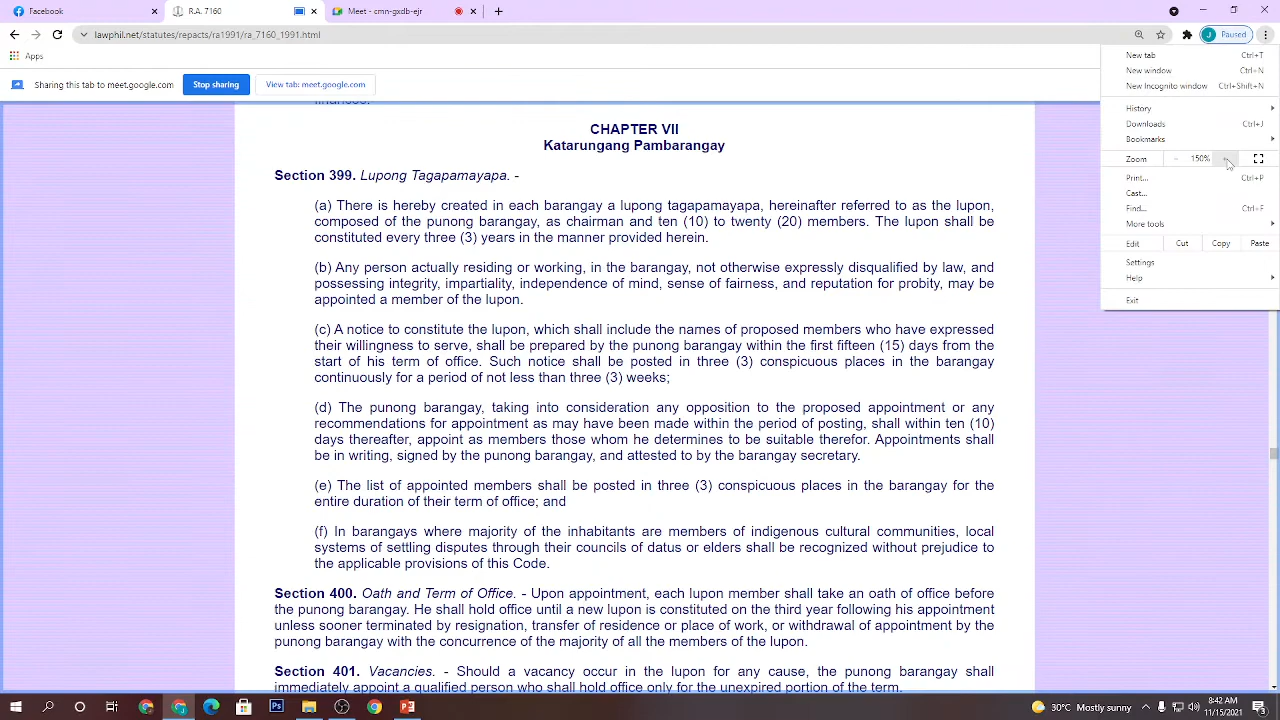 Facebook
R.A. 7160
Meet - cmn-gxdb-ejr
lawphil.net/statutes/repacts/ra1991/ra_7160_1991.html
J Paused
Apps
Sharing this tab to meet.google.com
Stop sharing
View tab: meet.google.com
New tab Ctrl+T
New window Ctrl+N
New Incognito window Ctrl+Shift+N
History
Downloads Ctrl+J
Bookmarks
Zoom - 150%
Print... Ctrl+P
Cast...
Find... Ctrl+F
More tools
Edit Cut Copy Paste
Settings
Help
Exit
CHAPTER VII
Katarungang Pambarangay
Section 399. Lupong Tagapamayapa. -
(a) There is hereby created in each barangay a lupong tagapamayapa, hereinafter referred to as the lupon,
composed of the punong barangay, as chairman and ten (10) to twenty (20) members. The lupon shall be
constituted every three (3) years in the manner provided herein.
(b) Any person actually residing or working, in the barangay, not otherwise expressly disqualified by law, and
possessing integrity, impartiality, independence of mind, sense of fairness, and reputation for probity, may be
appointed a member of the lupon.
(c) A notice to constitute the lupon, which shall include the names of proposed members who have expressed
their willingness to serve, shall be prepared by the punong barangay within the first fifteen (15) days from the
start of his term of office. Such notice shall be posted in three (3) conspicuous places in the barangay
continuously for a period of not less than three (3) weeks;
(d) The punong barangay, taking into consideration any opposition to the proposed appointment or any
recommendations for appointment as may have been made within the period of posting, shall within ten (10)
days thereafter, appoint as members those whom he determines to be suitable therefor. Appointments shall
be in writing, signed by the punong barangay, and attested to by the barangay secretary.
(e) The list of appointed members shall be posted in three (3) conspicuous places in the barangay for the
entire duration of their term of office; and
(f) In barangays where majority of the inhabitants are members of indigenous cultural communities, local
systems of settling disputes through their councils of datus or elders shall be recognized without prejudice to
the applicable provisions of this Code.
Section 400. Oath and Term of Office. - Upon appointment, each lupon member shall take an oath of office before
the punong barangay. He shall hold office until a new lupon is constituted on the third year following his appointment
unless sooner terminated by resignation, transfer of residence or place of work, or withdrawal of appointment by the
punong barangay with the concurrence of the majority of all the members of the lupon.
Section 401. Vacancies. - Should a vacancy occur in the lupon for any cause, the punong barangay shall
immediately appoint a qualified person who shall hold office only for the unexpired portion of the term.
30°C Mostly sunny
8:42 AM
11/15/2021